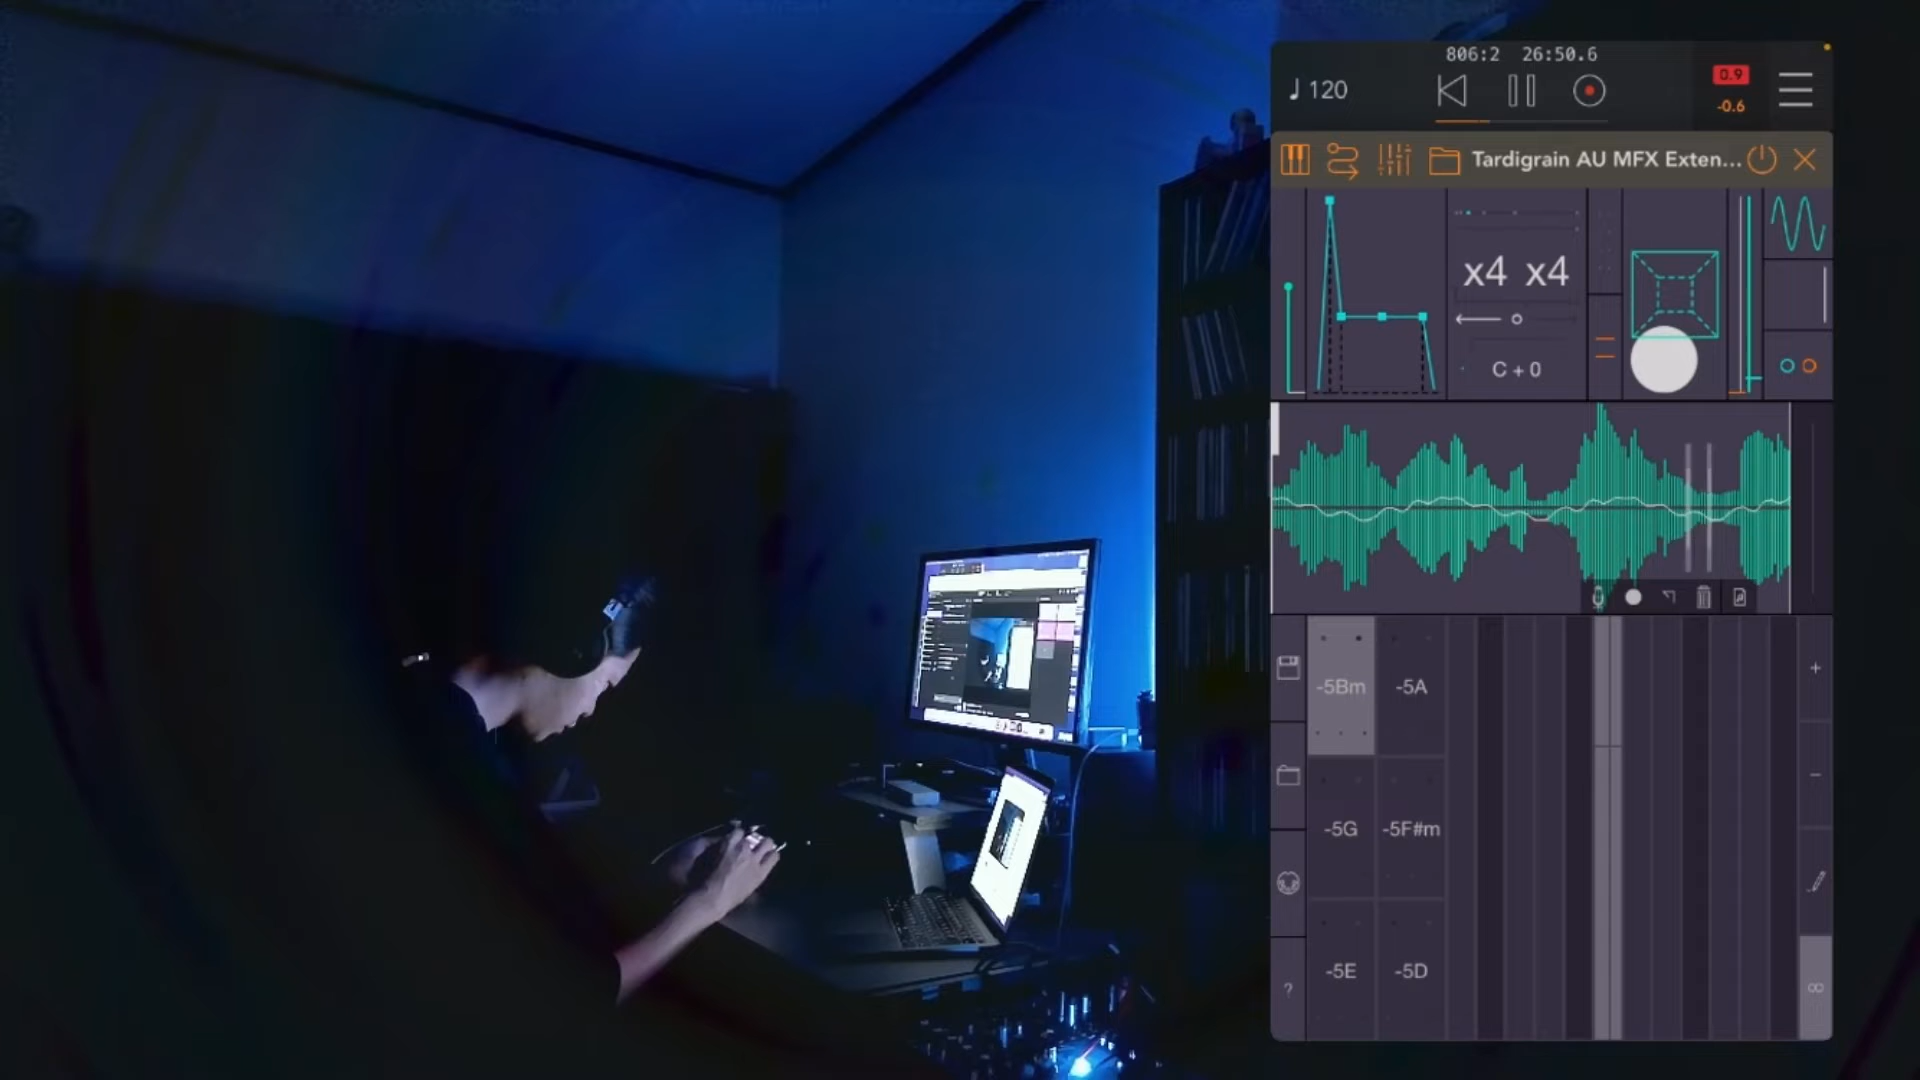 806:2 26:50.6
♩ 120
0.9
-0.6
Tardigrain AU MFX Exten...
x4 x4
C + 0
-5Bm -5A
-5G -5F#m
-5E -5D
?